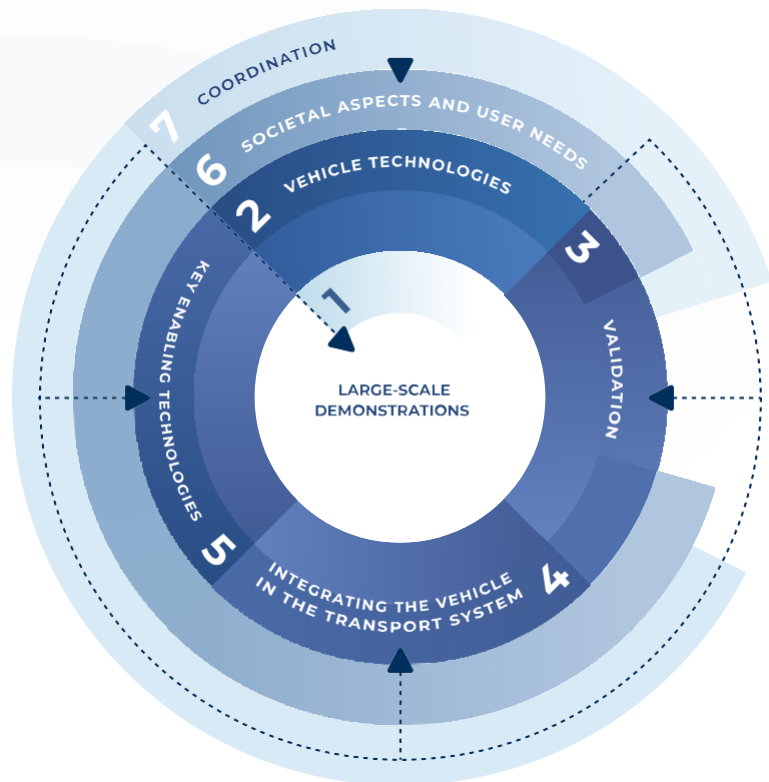 7 COORDINATION
6 SOCIETAL ASPECTS AND USER NEEDS
2 VEHICLE TECHNOLOGIES
3 VALIDATION
1
LARGE-SCALE
DEMONSTRATIONS
5 KEY ENABLING TECHNOLOGIES
4 INTEGRATING THE VEHICLE
IN THE TRANSPORT SYSTEM